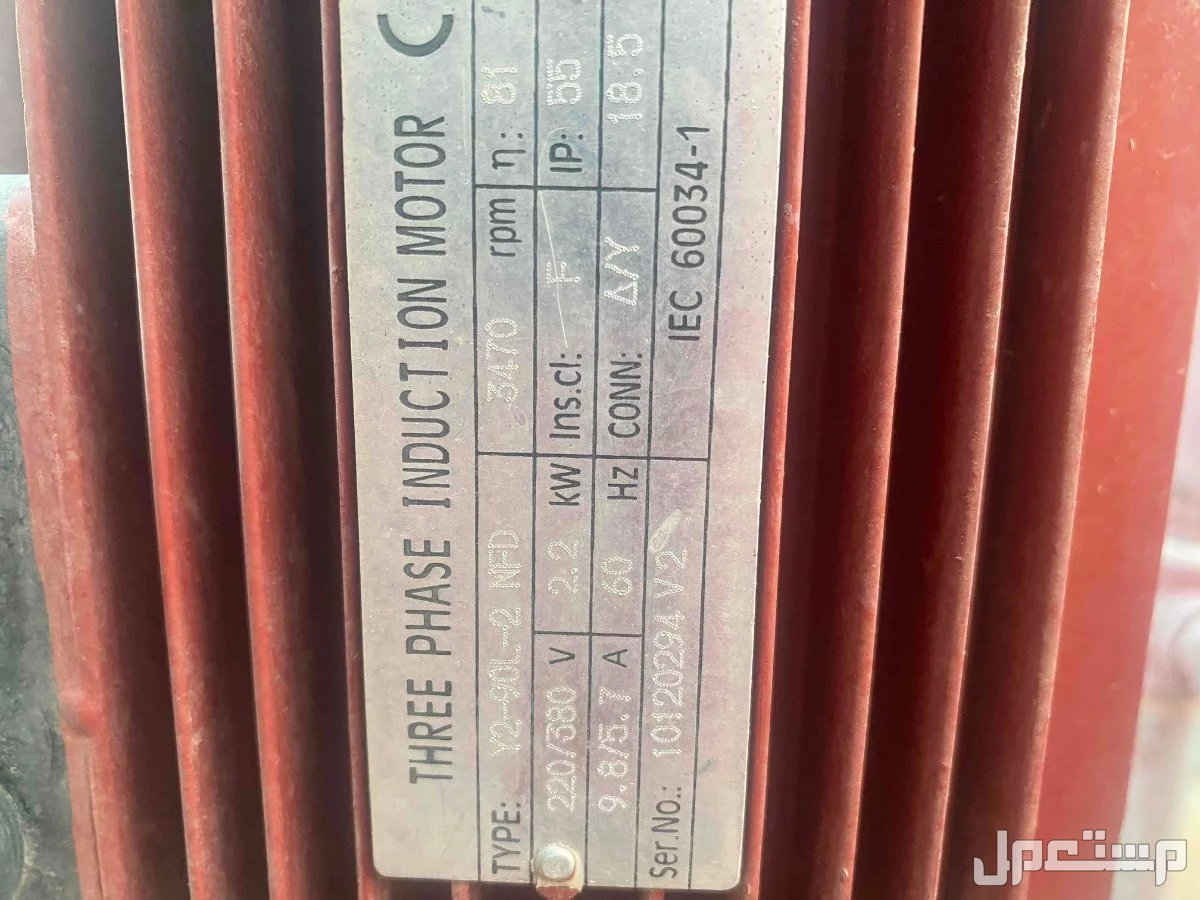 THREE PHASE INDUCTION MOTOR C
TYPE: Y2-90L-2 NFD 3470 rpm η: 81
220/380 V 2.2 KW Ins.cl: F IP: 55
9.8/5.7 A 60 HZ CONN: Δ/Y 18.5
Ser.No.: 10120294 V 2 IEC 60034-1
مستعمل